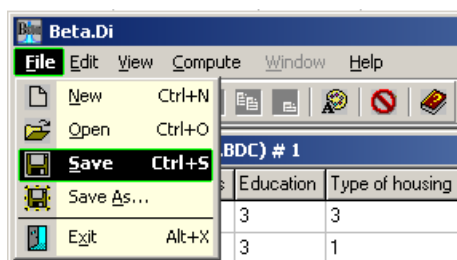 Beta.Di
File Edit View Compute Window Help
New Ctrl+N
Open Ctrl+O
.BDC) # 1
Save Ctrl+S
Education Type of housing
Save As...
3 3
Exit Alt+X
3 1